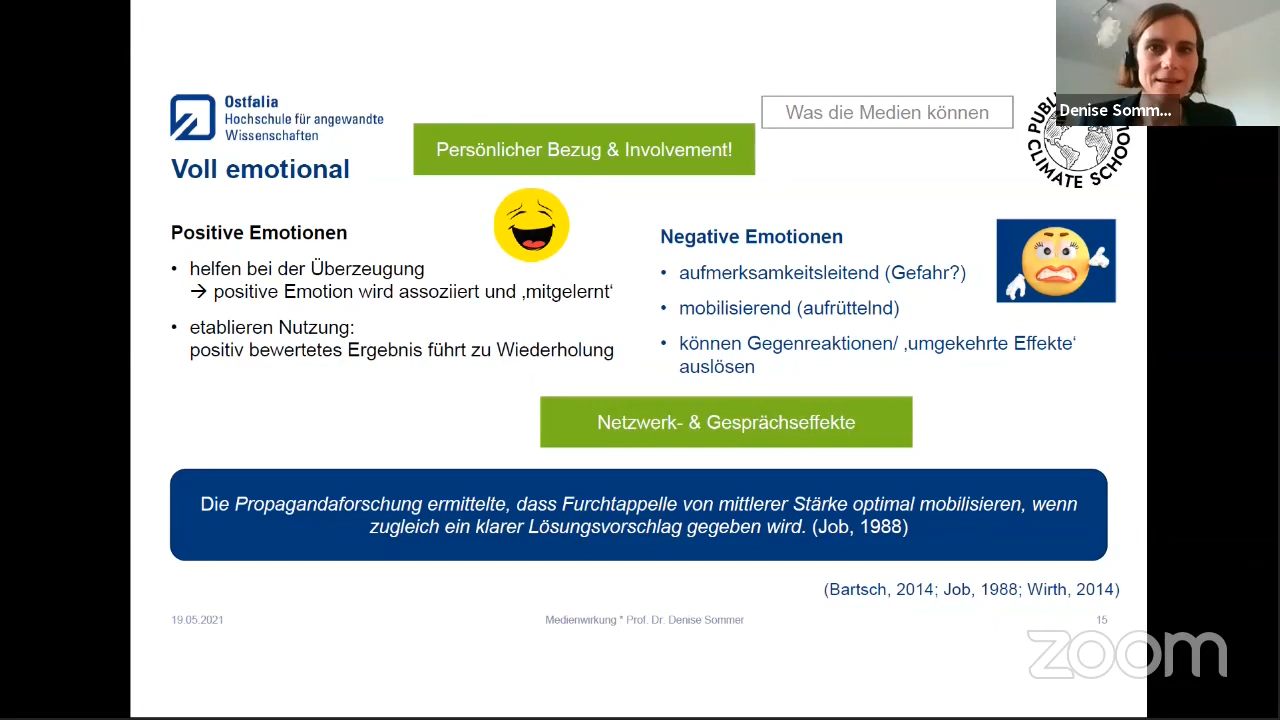 Ostfalia
Hochschule für angewandte
Wissenschaften
Was die Medien können
Denise Somm...
PUBLIC CLIMATE SCHOOL
Persönlicher Bezug & Involvement!
Voll emotional
Positive Emotionen
• helfen bei der Überzeugung
→ positive Emotion wird assoziiert und ‚mitgelernt‘
• etablieren Nutzung:
positiv bewertetes Ergebnis führt zu Wiederholung
Negative Emotionen
• aufmerksamkeitsleitend (Gefahr?)
• mobilisierend (aufrüttelnd)
• können Gegenreaktionen/ ‚umgekehrte Effekte‘
auslösen
Netzwerk- & Gesprächseffekte
Die Propagandaforschung ermittelte, dass Furchtappelle von mittlerer Stärke optimal mobilisieren, wenn
zugleich ein klarer Lösungsvorschlag gegeben wird. (Job, 1988)
(Bartsch, 2014; Job, 1988; Wirth, 2014)
19.05.2021
Medienwirkung * Prof. Dr. Denise Sommer
15
zoom